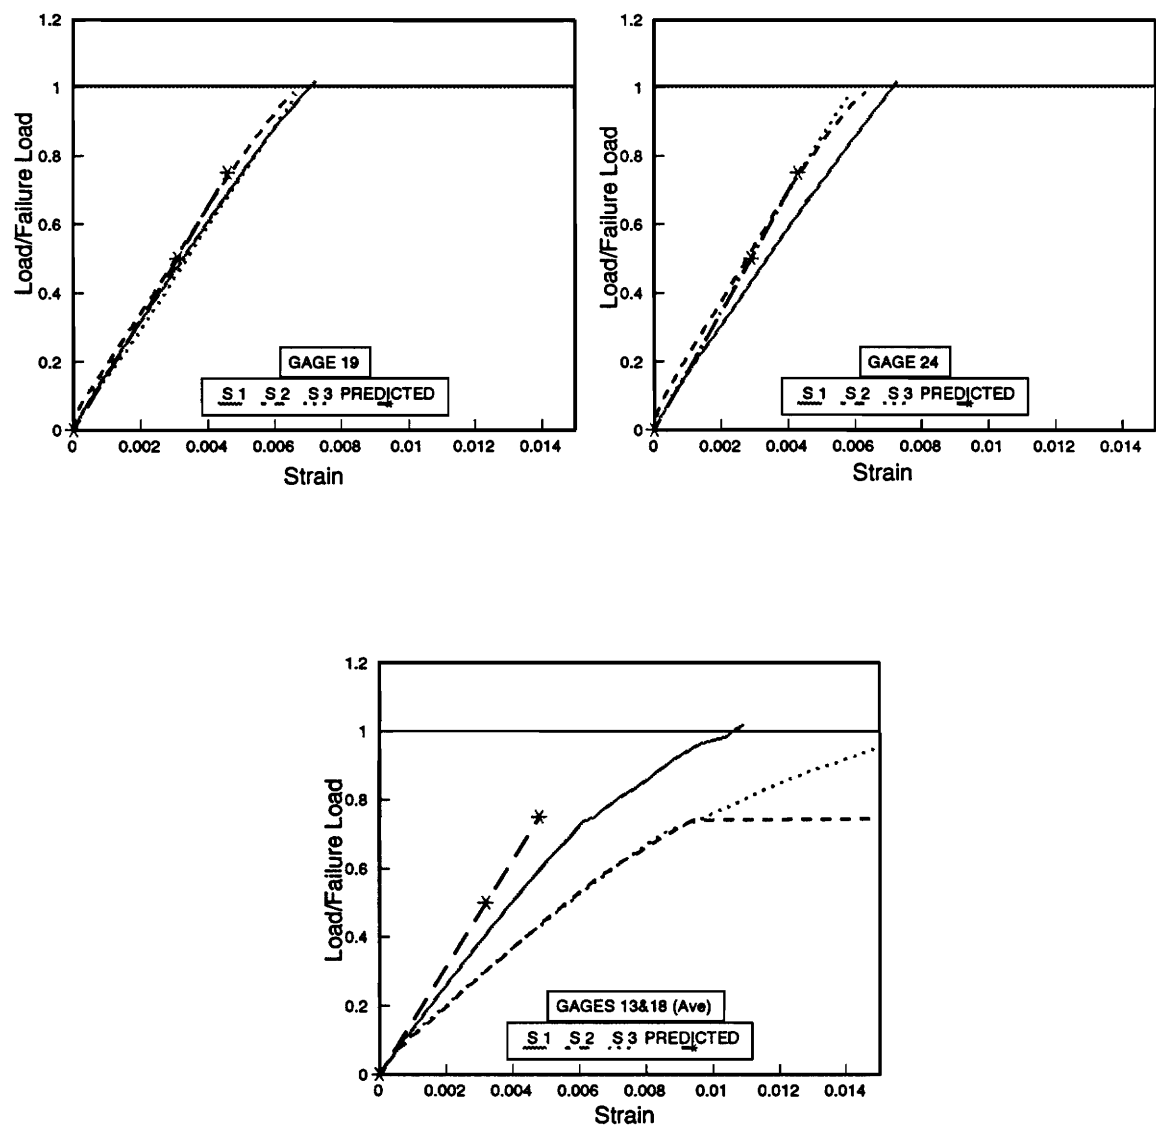 1.2
1
0.8
0.6
0.4
0.2
0
Load/Failure Load
GAGE 19
S 1 S 2 S 3 PREDICTED
0 0.002 0.004 0.006 0.008 0.01 0.012 0.014
Strain
1.2
1
0.8
0.6
0.4
0.2
0
Load/Failure Load
GAGE 24
S 1 S 2 S 3 PREDICTED
0 0.002 0.004 0.006 0.008 0.01 0.012 0.014
Strain
1.2
1
0.8
0.6
0.4
0.2
0
Load/Failure Load
GAGES 13&18 (Ave)
S 1 S 2 S 3 PREDICTED
0 0.002 0.004 0.006 0.008 0.01 0.012 0.014
Strain